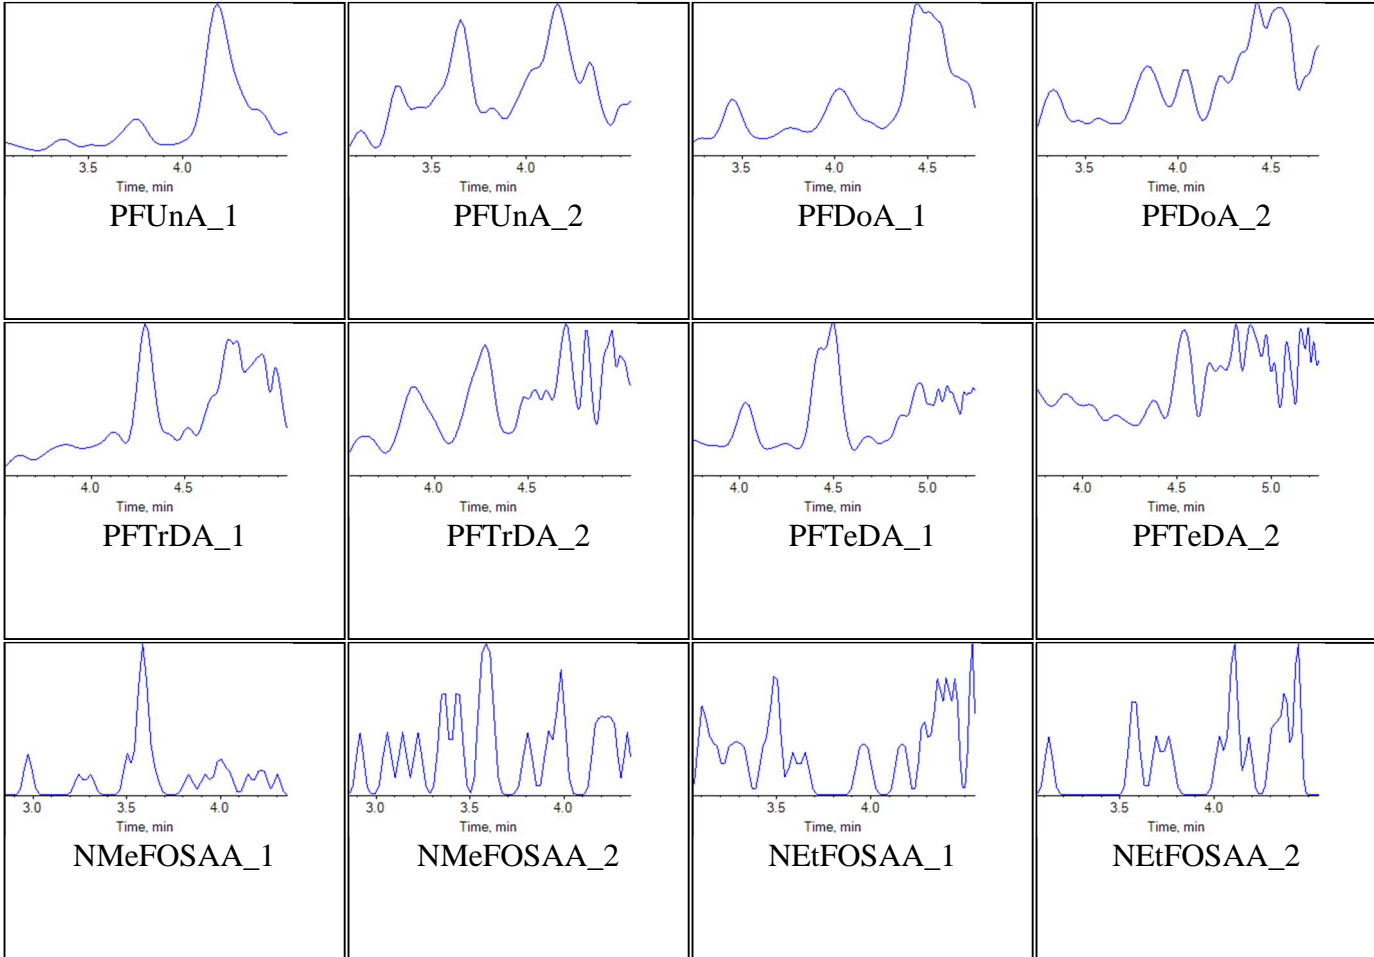 3.5 4.0
Time, min
PFUnA_1
3.5 4.0
Time, min
PFUnA_2
3.5 4.0 4.5
Time, min
PFDoA_1
3.5 4.0 4.5
Time, min
PFDoA_2
4.0 4.5
Time, min
PFTrDA_1
4.0 4.5
Time, min
PFTrDA_2
4.0 4.5 5.0
Time, min
PFTeDA_1
4.0 4.5 5.0
Time, min
PFTeDA_2
3.0 3.5 4.0
Time, min
NMeFOSAA_1
3.0 3.5 4.0
Time, min
NMeFOSAA_2
3.5 4.0
Time, min
NEtFOSAA_1
3.5 4.0
Time, min
NEtFOSAA_2